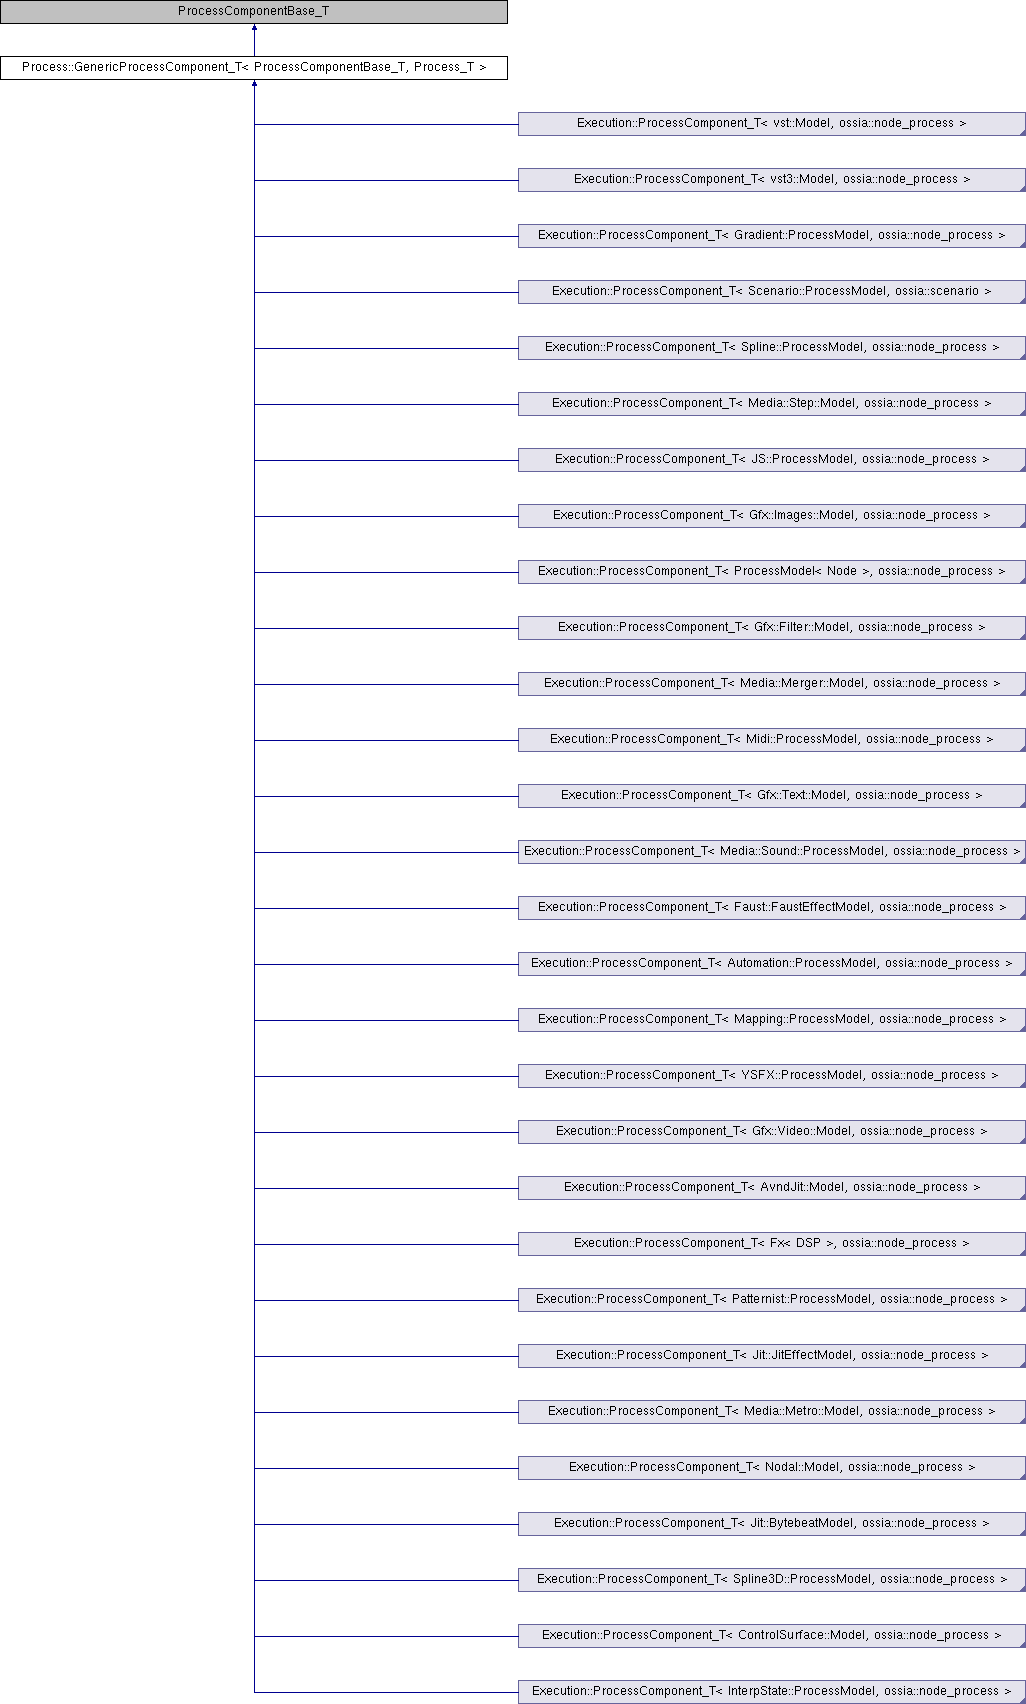 ProcessComponentBase_T
Process::GenericProcessComponent_T< ProcessComponentBase_T, Process_T >
Execution::ProcessComponent_T< vst::Model, ossia::node_process >
Execution::ProcessComponent_T< vst3::Model, ossia::node_process >
Execution::ProcessComponent_T< Gradient::ProcessModel, ossia::node_process >
Execution::ProcessComponent_T< Scenario::ProcessModel, ossia::scenario >
Execution::ProcessComponent_T< Spline::ProcessModel, ossia::node_process >
Execution::ProcessComponent_T< Media::Step::Model, ossia::node_process >
Execution::ProcessComponent_T< JS::ProcessModel, ossia::node_process >
Execution::ProcessComponent_T< Gfx::Images::Model, ossia::node_process >
Execution::ProcessComponent_T< ProcessModel< Node >, ossia::node_process >
Execution::ProcessComponent_T< Gfx::Filter::Model, ossia::node_process >
Execution::ProcessComponent_T< Media::Merger::Model, ossia::node_process >
Execution::ProcessComponent_T< Midi::ProcessModel, ossia::node_process >
Execution::ProcessComponent_T< Gfx::Text::Model, ossia::node_process >
Execution::ProcessComponent_T< Media::Sound::ProcessModel, ossia::node_process >
Execution::ProcessComponent_T< Faust::FaustEffectModel, ossia::node_process >
Execution::ProcessComponent_T< Automation::ProcessModel, ossia::node_process >
Execution::ProcessComponent_T< Mapping::ProcessModel, ossia::node_process >
Execution::ProcessComponent_T< YSFX::ProcessModel, ossia::node_process >
Execution::ProcessComponent_T< Gfx::Video::Model, ossia::node_process >
Execution::ProcessComponent_T< AvndJit::Model, ossia::node_process >
Execution::ProcessComponent_T< Fx< DSP >, ossia::node_process >
Execution::ProcessComponent_T< Patternist::ProcessModel, ossia::node_process >
Execution::ProcessComponent_T< Jit::JitEffectModel, ossia::node_process >
Execution::ProcessComponent_T< Media::Metro::Model, ossia::node_process >
Execution::ProcessComponent_T< Nodal::Model, ossia::node_process >
Execution::ProcessComponent_T< Jit::BytebeatModel, ossia::node_process >
Execution::ProcessComponent_T< Spline3D::ProcessModel, ossia::node_process >
Execution::ProcessComponent_T< ControlSurface::Model, ossia::node_process >
Execution::ProcessComponent_T< InterpState::ProcessModel, ossia::node_process >